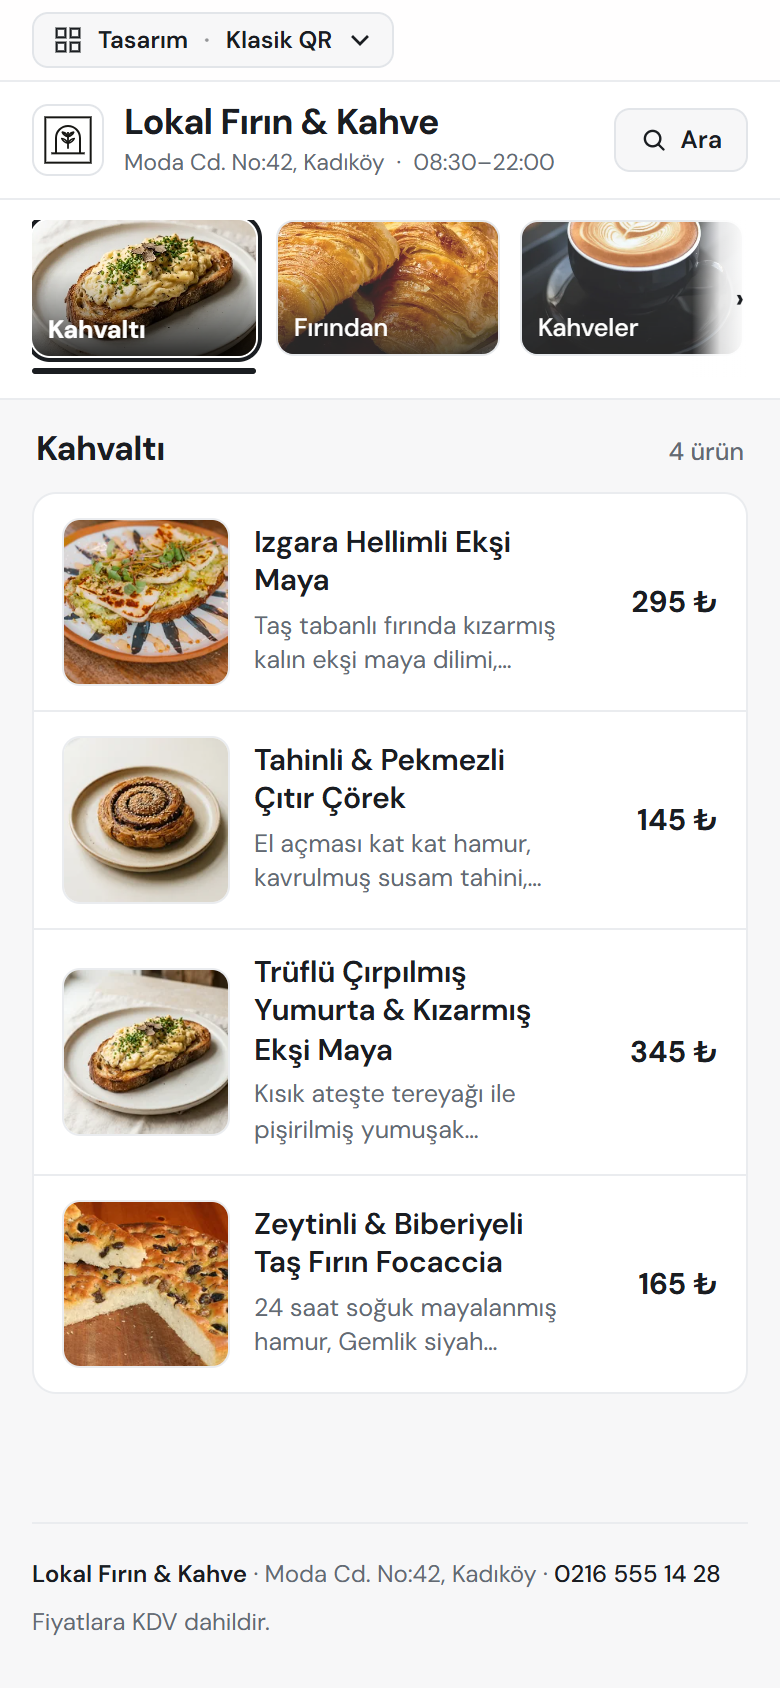 Tasarım · Klasik QR
Lokal Fırın & Kahve
Moda Cd. No:42, Kadıköy · 08:30–22:00
Ara
Kahvaltı
Fırından
Kahveler
Kahvaltı
4 ürün
Izgara Hellimli Ekşi
Maya
Taş tabanlı fırında kızarmış
kalın ekşi maya dilimi,...
295 ₺
Tahinli & Pekmezli
Çıtır Çörek
El açması kat kat hamur,
kavrulmuş susam tahini,...
145 ₺
Trüflü Çırpılmış
Yumurta & Kızarmış
Ekşi Maya
Kısık ateşte tereyağı ile
pişirilmiş yumuşak...
345 ₺
Zeytinli & Biberiyeli
Taş Fırın Focaccia
24 saat soğuk mayalanmış
hamur, Gemlik siyah...
165 ₺
Lokal Fırın & Kahve · Moda Cd. No:42, Kadıköy · 0216 555 14 28
Fiyatlara KDV dahildir.